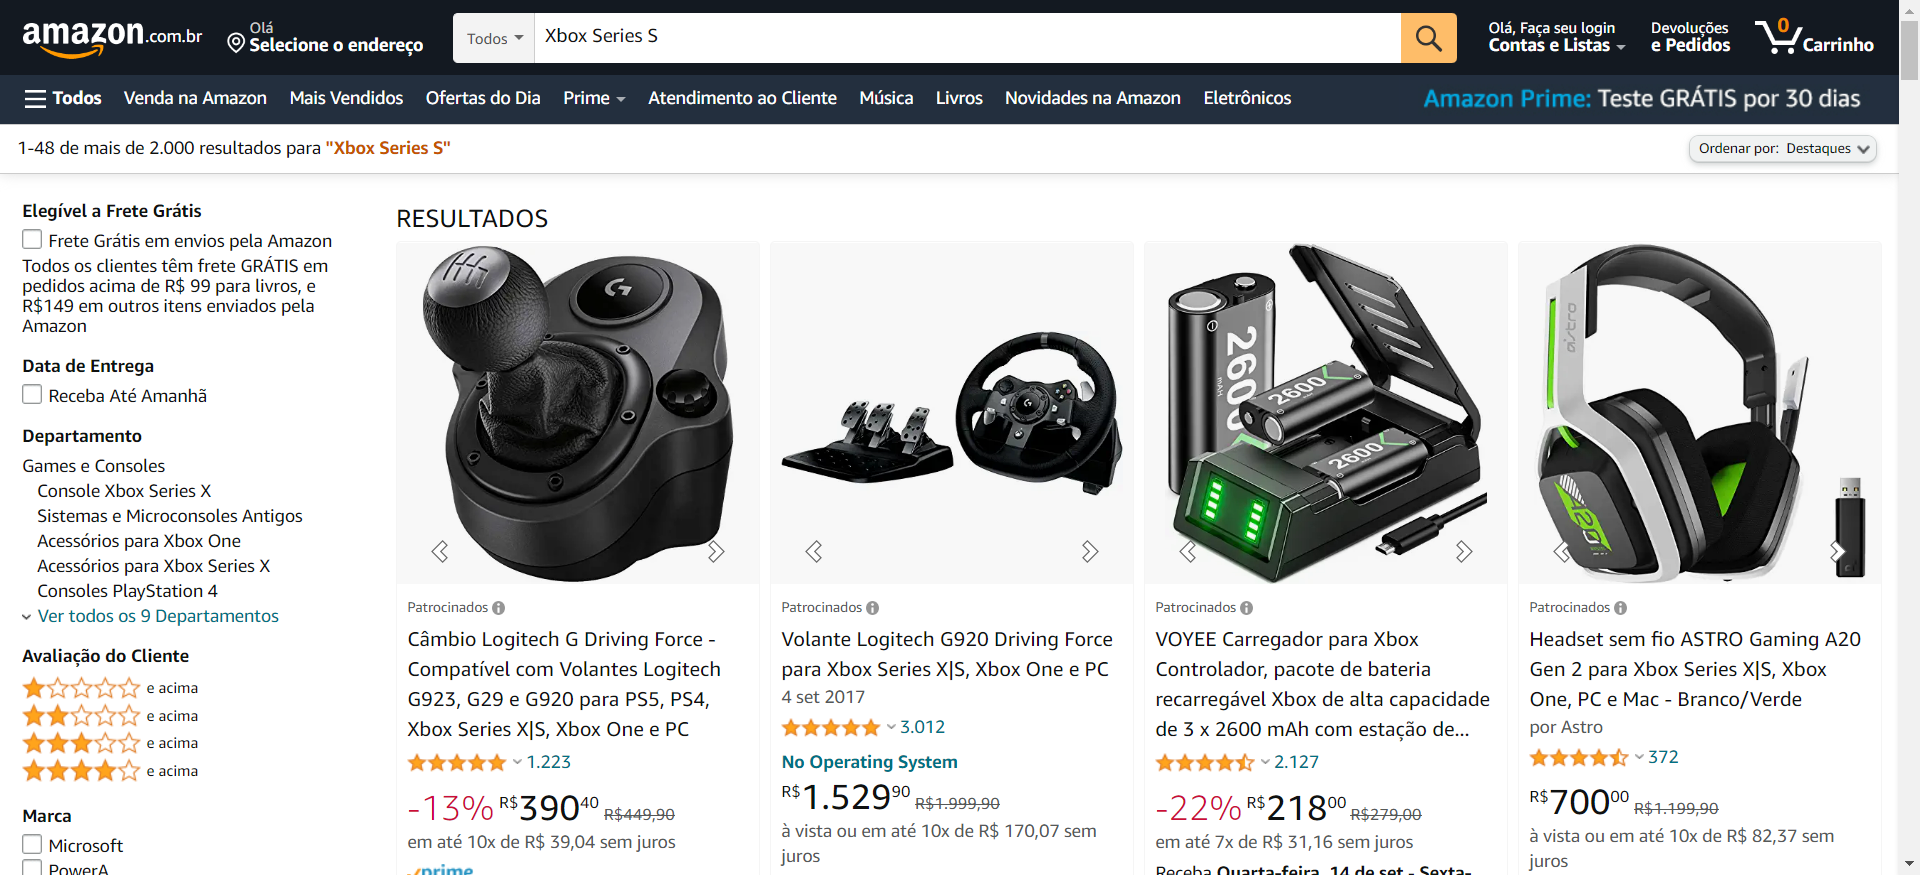 amazon.com.br
Olá
Selecione o endereço
Todos
Xbox Series S
Olá, Faça seu login
Contas e Listas
Devoluções
e Pedidos
0
Carrinho
Todos
Venda na Amazon
Mais Vendidos
Ofertas do Dia
Prime
Atendimento ao Cliente
Música
Livros
Novidades na Amazon
Eletrônicos
Amazon Prime: Teste GRÁTIS por 30 dias
1-48 de mais de 2.000 resultados para "Xbox Series S"
Ordenar por: Destaques
Elegível a Frete Grátis
Frete Grátis em envios pela Amazon
Todos os clientes têm frete GRÁTIS em
pedidos acima de R$ 99 para livros, e
R$149 em outros itens enviados pela
Amazon
Data de Entrega
Receba Até Amanhã
Departamento
Games e Consoles
Console Xbox Series X
Sistemas e Microconsoles Antigos
Acessórios para Xbox One
Acessórios para Xbox Series X
Consoles PlayStation 4
Ver todos os 9 Departamentos
Avaliação do Cliente
e acima
e acima
e acima
e acima
Marca
Microsoft
PowerA
RESULTADOS
Patrocinados
Câmbio Logitech G Driving Force -
Compatível com Volantes Logitech
G923, G29 e G920 para PS5, PS4,
Xbox Series X|S, Xbox One e PC
1.223
-13% R$39040 R$449,90
em até 10x de R$ 39,04 sem juros
prime
Patrocinados
Volante Logitech G920 Driving Force
para Xbox Series X|S, Xbox One e PC
4 set 2017
3.012
No Operating System
R$1.52990 R$1.999,90
à vista ou em até 10x de R$ 170,07 sem
juros
2600
mAh
2600
2600
Patrocinados
VOYEE Carregador para Xbox
Controlador, pacote de bateria
recarregável Xbox de alta capacidade
de 3 x 2600 mAh com estação de...
2.127
-22% R$21800 R$279,00
em até 7x de R$ 31,16 sem juros
Receba Quarta-feira, 14 de set - Sexta-
astro
A20
Patrocinados
Headset sem fio ASTRO Gaming A20
Gen 2 para Xbox Series X|S, Xbox
One, PC e Mac - Branco/Verde
por Astro
372
R$70000 R$1.199,90
à vista ou em até 10x de R$ 82,37 sem
juros